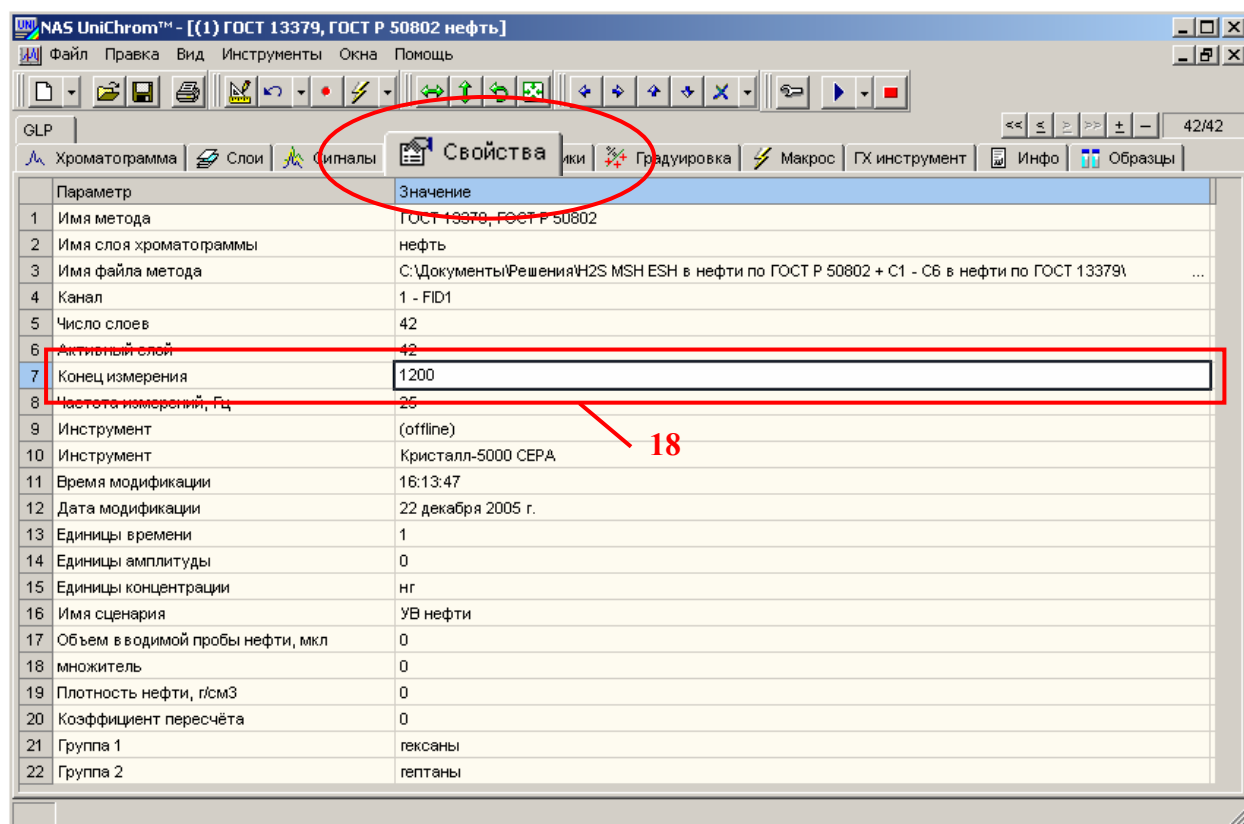 NAS UniChrom™ - [(1) ГОСТ 13379, ГОСТ Р 50802 нефть]
Файл Правка Вид Инструменты Окна Помощь
GLP 42/42
Хроматограмма Слои Сигналы Свойства ики Градуировка Макрос ГХ инструмент Инфо Образцы
Параметр Значение
1 Имя метода ГОСТ 13379, ГОСТ Р 50802
2 Имя слоя хроматограммы нефть
3 Имя файла метода C:\Документы\Решения\H2S MSH ESH в нефти по ГОСТ Р 50802 + C1 - C6 в нефти по ГОСТ 13379\ ...
4 Канал 1 - FID1
5 Число слоев 42
6 Активный слой 42
7 Конец измерения 1200
8 Частота измерений, Гц 25
18
9 Инструмент (offline)
10 Инструмент Кристалл-5000 СЕРА
11 Время модификации 16:13:47
12 Дата модификации 22 декабря 2005 г.
13 Единицы времени 1
14 Единицы амплитуды 0
15 Единицы концентрации нг
16 Имя сценария УВ нефти
17 Объем вводимой пробы нефти, мкл 0
18 множитель 0
19 Плотность нефти, г/см3 0
20 Коэффициент пересчёта 0
21 Группа 1 гексаны
22 Группа 2 гептаны